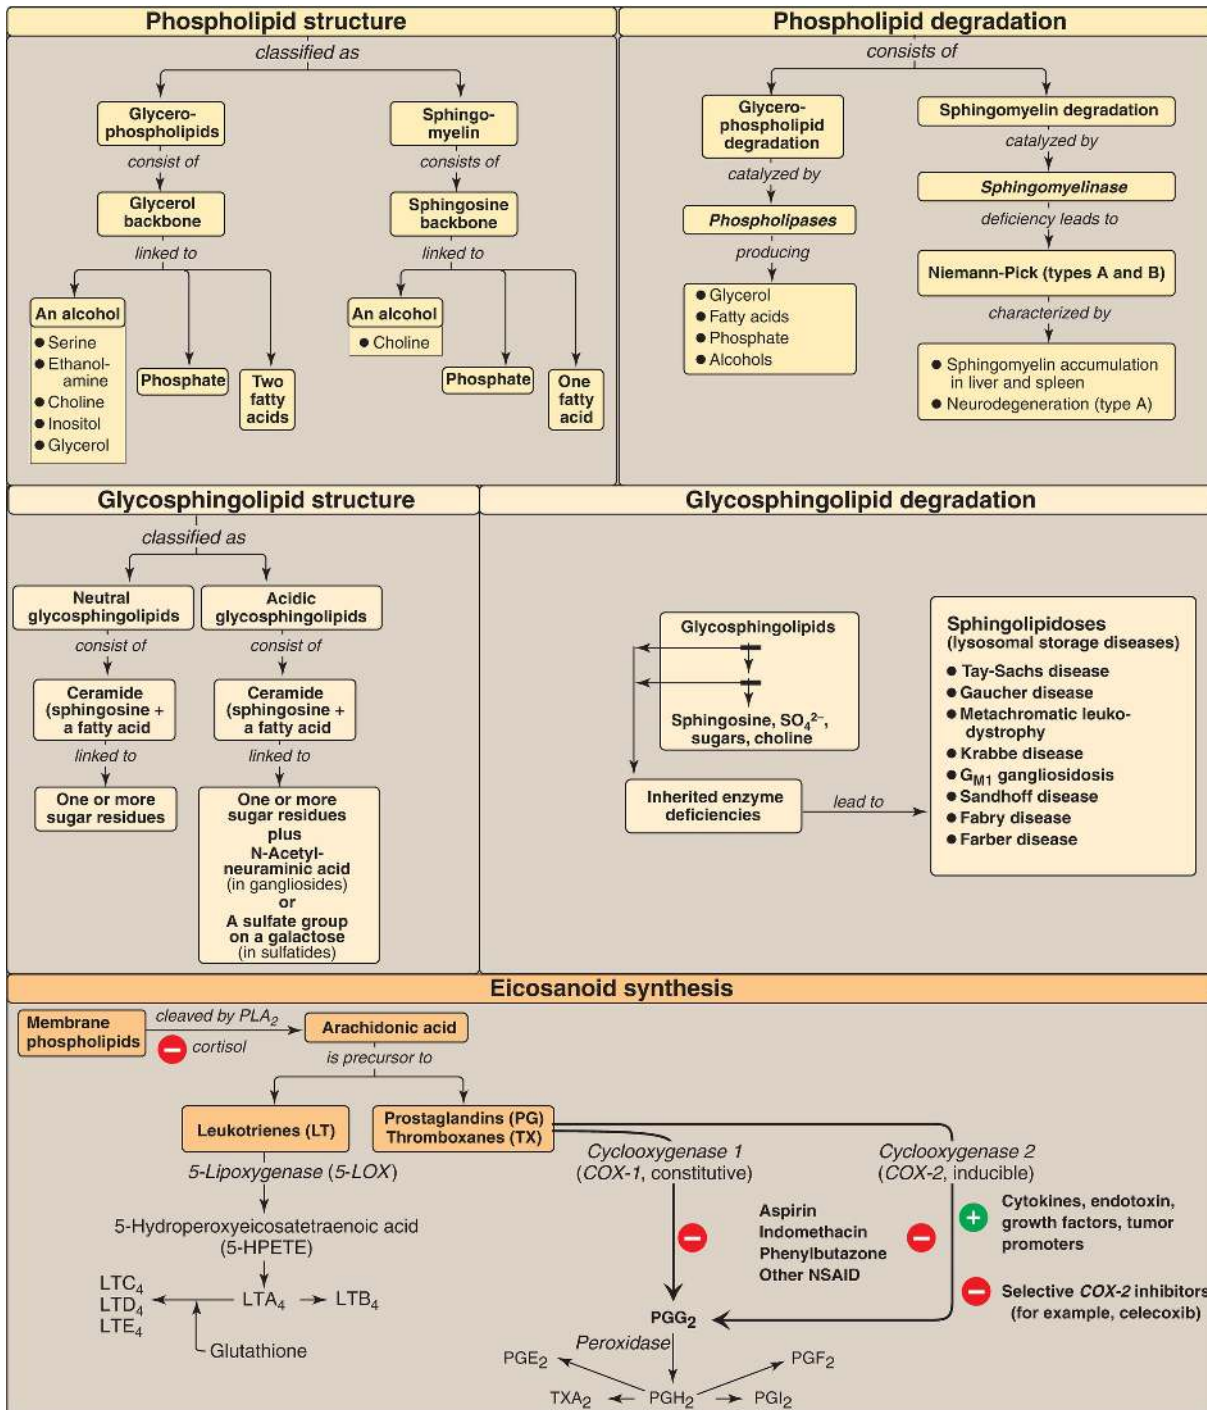 Phospholipid structure
classified as
Glycero-
phospholipids
consist of
Glycerol
backbone
linked to
An alcohol
● Serine
● Ethanol-
amine
● Choline
● Inositol
● Glycerol
Phosphate
Two
fatty
acids
Sphingo-
myelin
consists of
Sphingosine
backbone
linked to
An alcohol
● Choline
Phosphate
One
fatty
acid
Phospholipid degradation
consists of
Glycero-
phospholipid
degradation
catalyzed by
Phospholipases
producing
● Glycerol
● Fatty acids
● Phosphate
● Alcohols
Sphingomyelin degradation
catalyzed by
Sphingomyelinase
deficiency leads to
Niemann-Pick (types A and B)
characterized by
● Sphingomyelin accumulation
in liver and spleen
● Neurodegeneration (type A)
Glycosphingolipid structure
classified as
Neutral
glycosphingolipids
consist of
Ceramide
(sphingosine +
a fatty acid
linked to
One or more
sugar residues
Acidic
glycosphingolipids
consist of
Ceramide
(sphingosine +
a fatty acid
linked to
One or more
sugar residues
plus
N-Acetyl-
neuraminic acid
(in gangliosides)
or
A sulfate group
on a galactose
(in sulfatides)
Glycosphingolipid degradation
Glycosphingolipids
Sphingosine, SO₄²⁻,
sugars, choline
Inherited enzyme
deficiencies
lead to
Sphingolipidoses
(lysosomal storage diseases)
● Tay-Sachs disease
● Gaucher disease
● Metachromatic leuko-
dystrophy
● Krabbe disease
● GM1 gangliosidosis
● Sandhoff disease
● Fabry disease
● Farber disease
Eicosanoid synthesis
Membrane
phospholipids
cleaved by PLA₂
cortisol
Arachidonic acid
is precursor to
Leukotrienes (LT)
Prostaglandins (PG)
Thromboxanes (TX)
5-Lipoxygenase (5-LOX)
5-Hydroperoxyeicosatetraenoic acid
(5-HPETE)
LTC₄
LTD₄
LTE₄
LTA₄
LTB₄
Glutathione
Cyclooxygenase 1
(COX-1, constitutive)
Cyclooxygenase 2
(COX-2, inducible)
Aspirin
Indomethacin
Phenylbutazone
Other NSAID
Cytokines, endotoxin,
growth factors, tumor
promoters
Selective COX-2 inhibitors
(for example, celecoxib)
PGG₂
Peroxidase
PGE₂
PGF₂
TXA₂
PGH₂
PGI₂